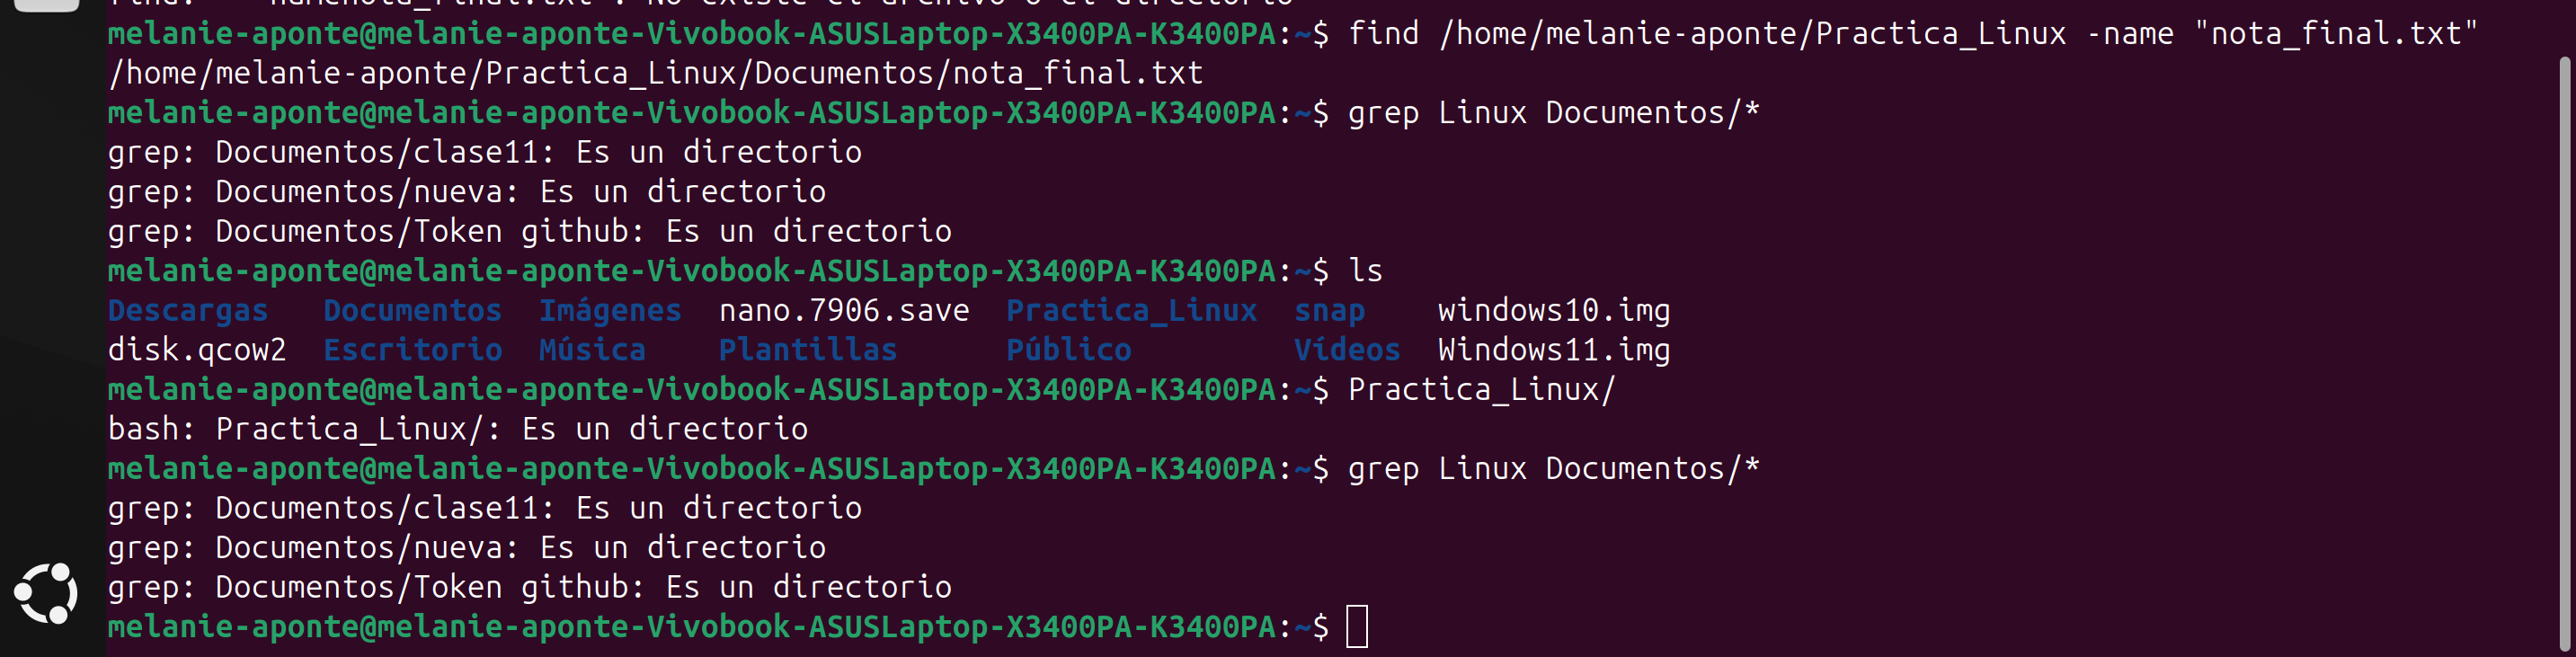 melanie-aponte@melanie-aponte-Vivobook-ASUSLaptop-X3400PA-K3400PA:~$ find /home/melanie-aponte/Practica_Linux -name "nota_final.txt"
/home/melanie-aponte/Practica_Linux/Documentos/nota_final.txt
melanie-aponte@melanie-aponte-Vivobook-ASUSLaptop-X3400PA-K3400PA:~$ grep Linux Documentos/*
grep: Documentos/clase11: Es un directorio
grep: Documentos/nueva: Es un directorio
grep: Documentos/Token github: Es un directorio
melanie-aponte@melanie-aponte-Vivobook-ASUSLaptop-X3400PA-K3400PA:~$ ls
Descargas Documentos Imágenes nano.7906.save Practica_Linux snap windows10.img
disk.qcow2 Escritorio Música Plantillas Público Vídeos Windows11.img
melanie-aponte@melanie-aponte-Vivobook-ASUSLaptop-X3400PA-K3400PA:~$ Practica_Linux/
bash: Practica_Linux/: Es un directorio
melanie-aponte@melanie-aponte-Vivobook-ASUSLaptop-X3400PA-K3400PA:~$ grep Linux Documentos/*
grep: Documentos/clase11: Es un directorio
grep: Documentos/nueva: Es un directorio
grep: Documentos/Token github: Es un directorio
melanie-aponte@melanie-aponte-Vivobook-ASUSLaptop-X3400PA-K3400PA:~$